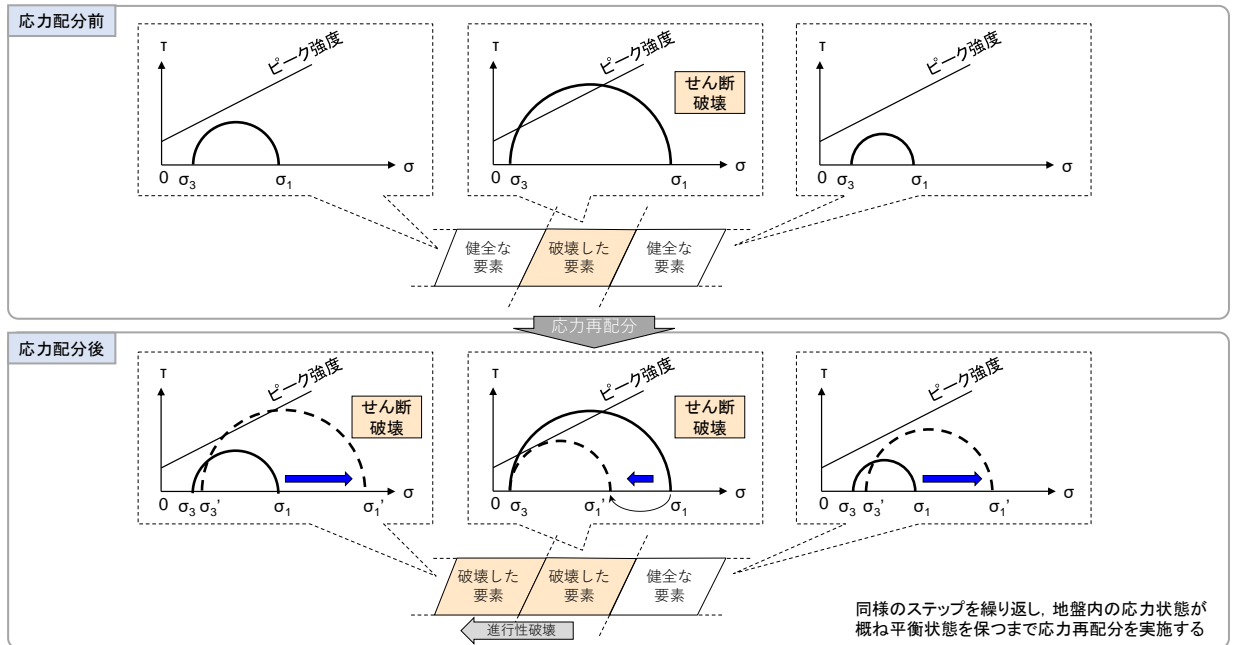 応力配分前
τ
ピーク強度
0
σ3
σ1
σ
τ
ピーク強度
せん断
破壊
0
σ3
σ1
σ
τ
ピーク強度
0
σ3
σ1
σ
健全な
要素
破壊した
要素
健全な
要素
応力再配分
応力配分後
τ
ピーク強度
せん断
破壊
0
σ3
σ3'
σ1
σ1'
σ
τ
ピーク強度
せん断
破壊
0
σ3
σ1'
σ1
σ
τ
ピーク強度
0
σ3
σ3'
σ1
σ1'
σ
破壊した
要素
破壊した
要素
健全な
要素
進行性破壊
同様のステップを繰り返し，地盤内の応力状態が
概ね平衡状態を保つまで応力再配分を実施する